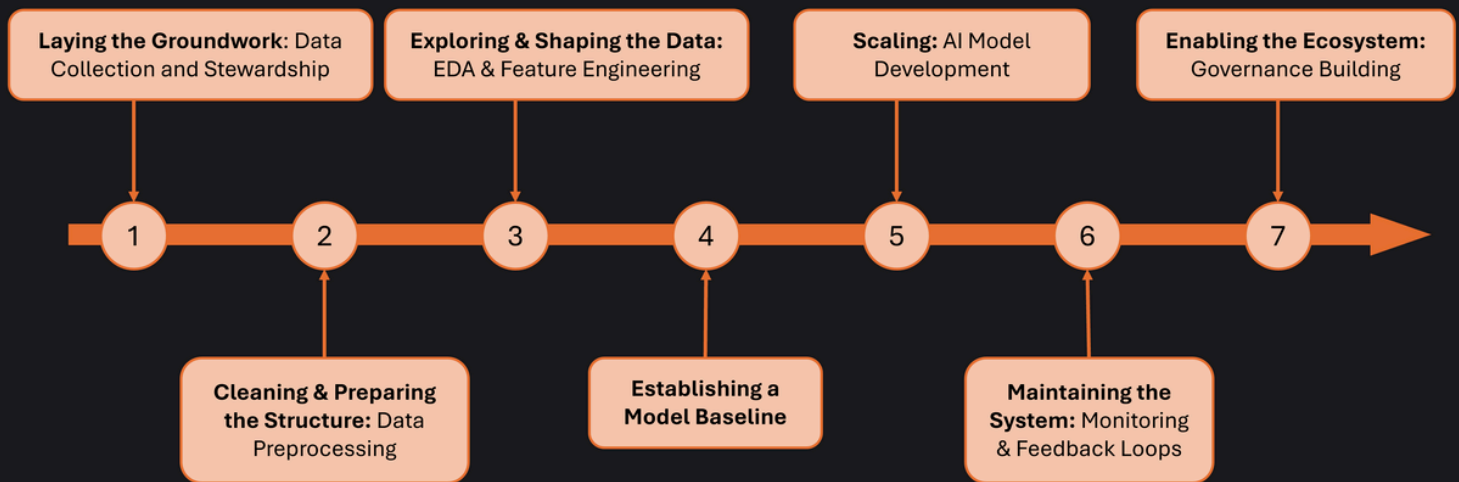 Laying the Groundwork: Data
Collection and Stewardship
Exploring & Shaping the Data:
EDA & Feature Engineering
Scaling: AI Model
Development
Enabling the Ecosystem:
Governance Building
1
2
3
4
5
6
7
Cleaning & Preparing
the Structure: Data
Preprocessing
Establishing a
Model Baseline
Maintaining the
System: Monitoring
& Feedback Loops